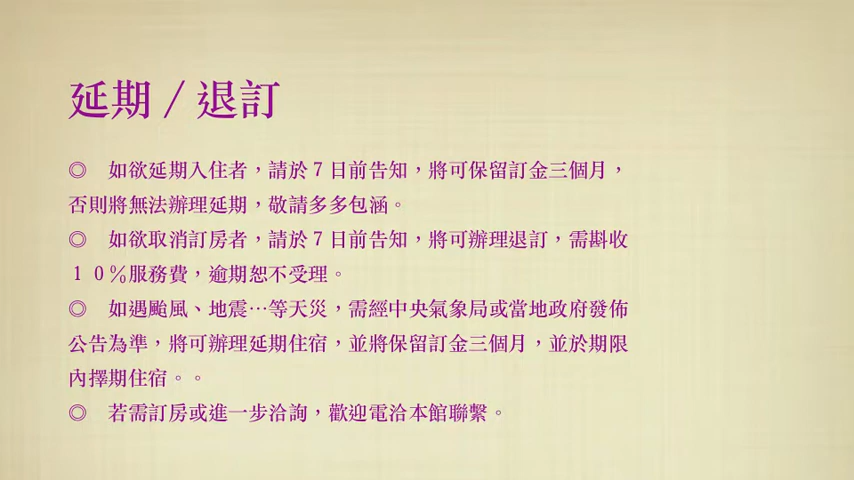 延期／退訂
◎　如欲延期入住者，請於７日前告知，將可保留訂金三個月，
否則將無法辦理延期，敬請多多包涵。
◎　如欲取消訂房者，請於７日前告知，將可辦理退訂，需斟收
１０％服務費，逾期恕不受理。
◎　如遇颱風、地震…等天災，需經中央氣象局或當地政府發佈
公告為準，將可辦理延期住宿，並將保留訂金三個月，並於期限
內擇期住宿。。
◎　若需訂房或進一步洽詢，歡迎電洽本館聯繫。